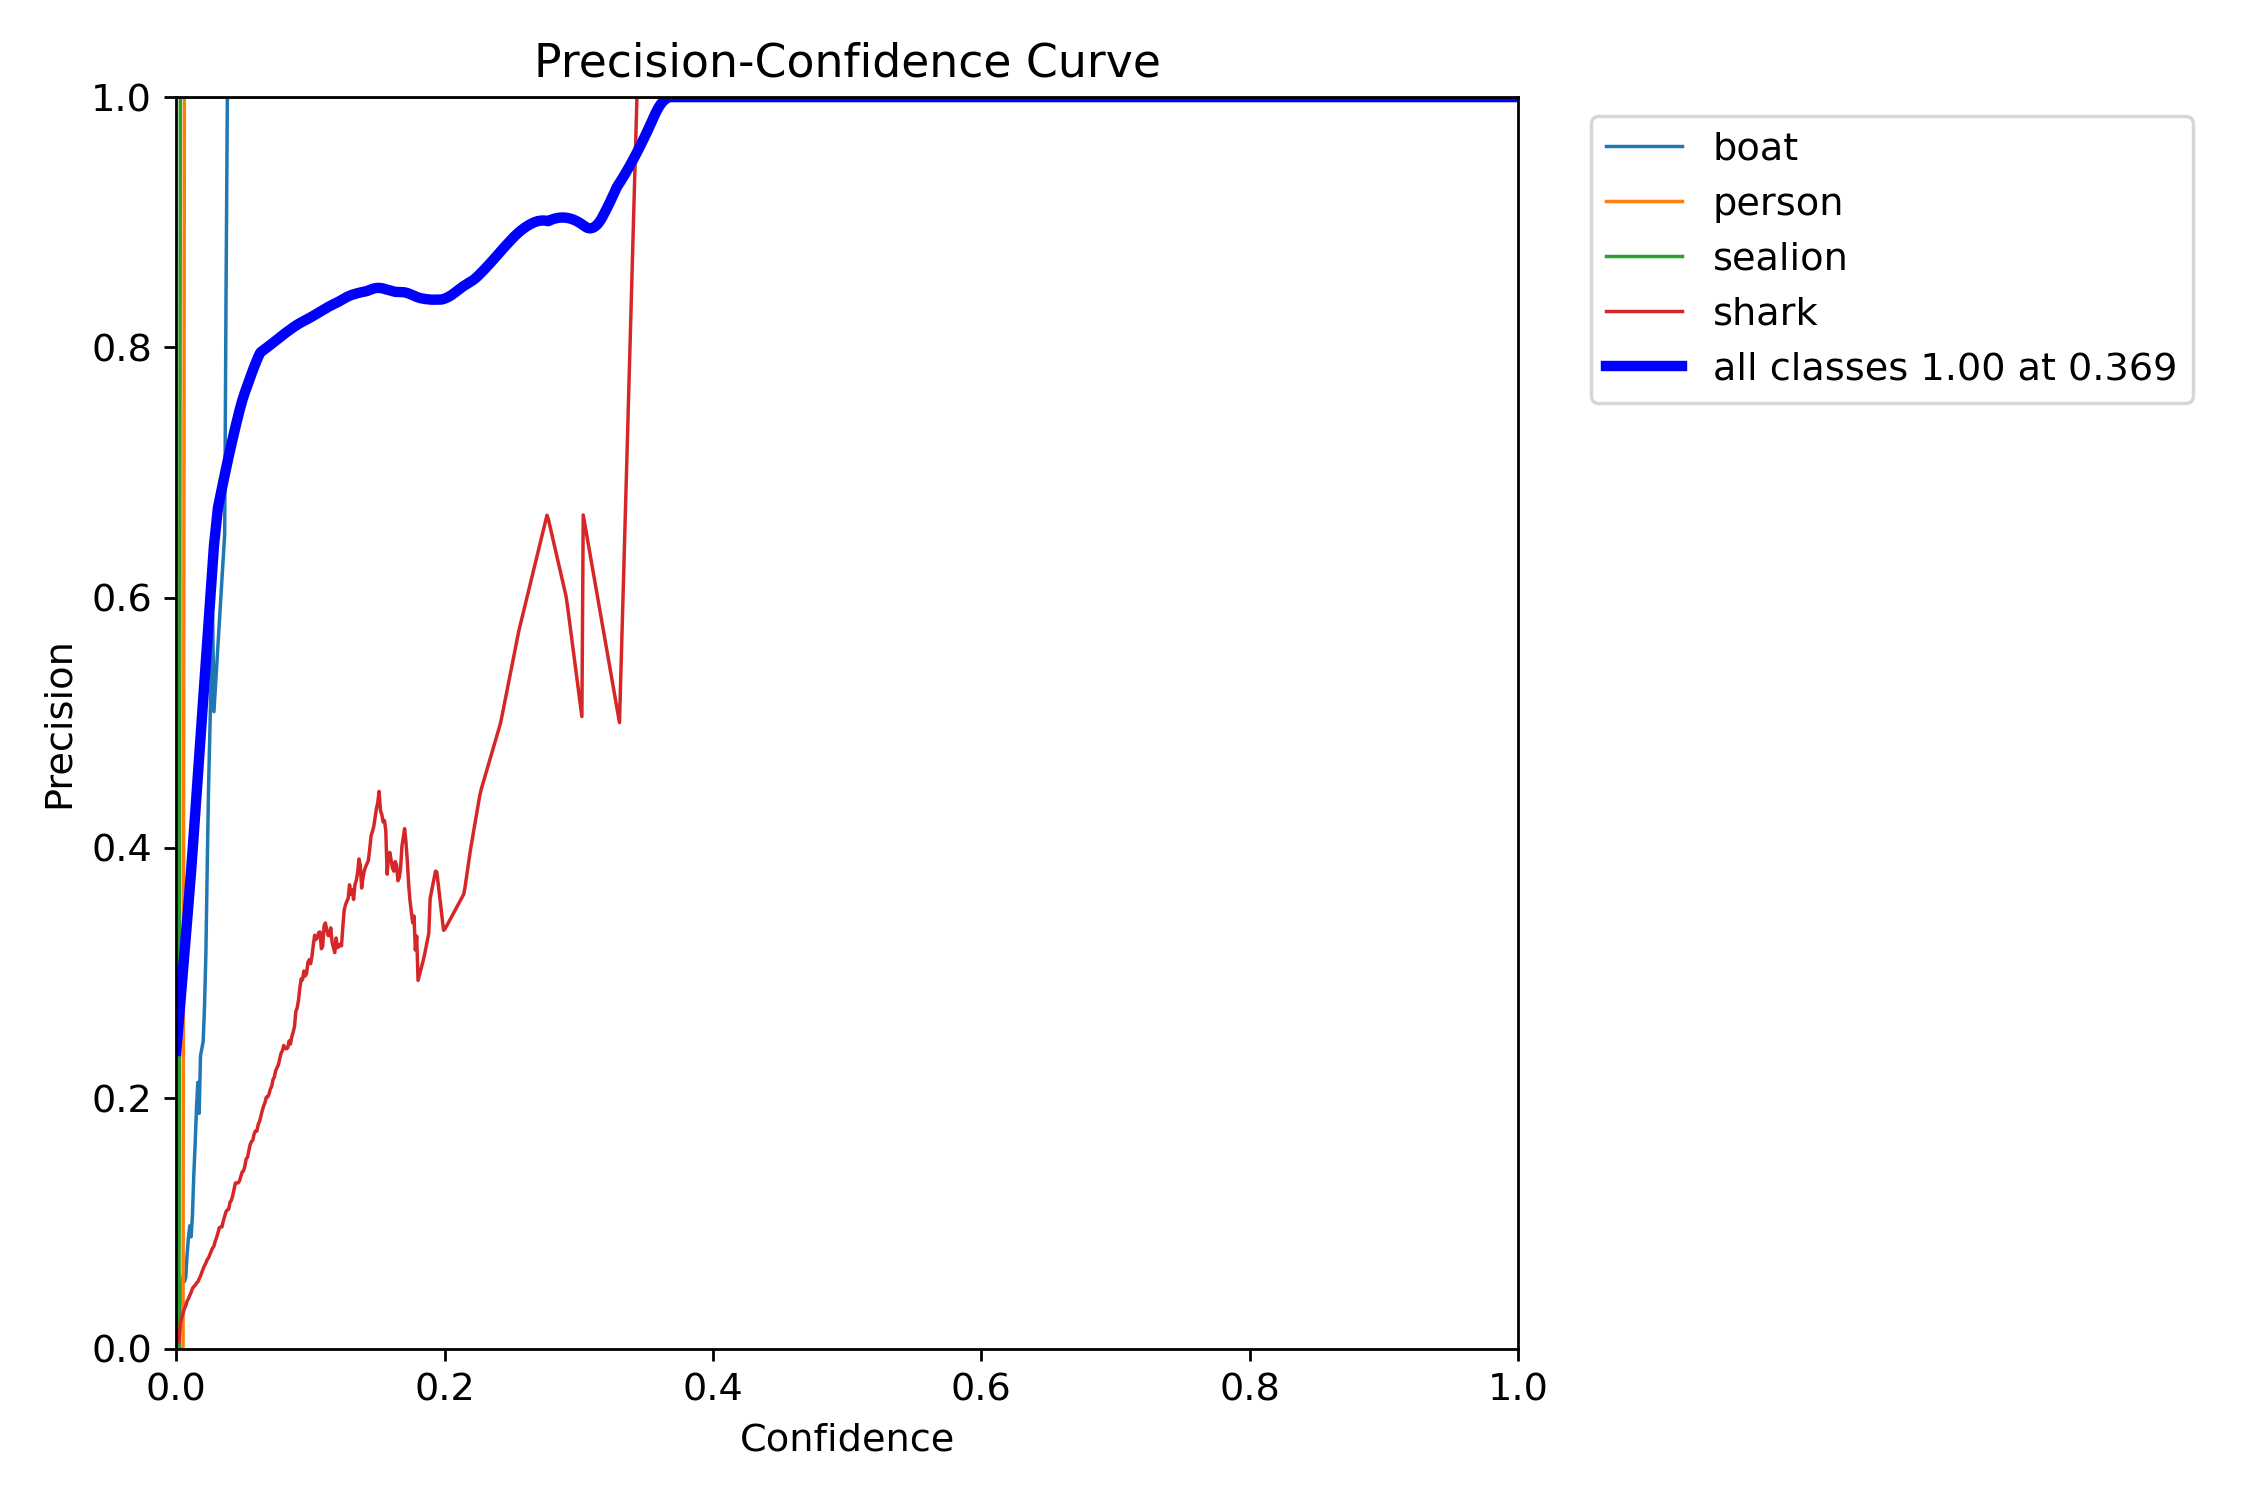 Precision-Confidence Curve
1.0
0.8
0.6
0.4
0.2
0.0
Precision
0.0 0.2 0.4 0.6 0.8 1.0
Confidence
boat
person
sealion
shark
all classes 1.00 at 0.369